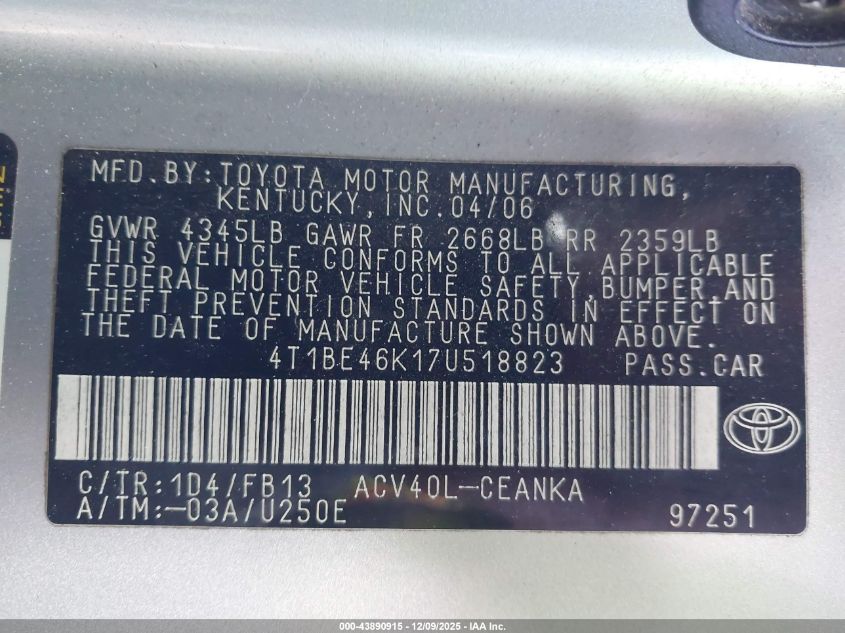 MFD.BY:TOYOTA MOTOR MANUFACTURING,
KENTUCKY,INC.04/06
GVWR 4345LB GAWR FR 2668LB RR 2359LB
THIS VEHICLE CONFORMS TO ALL APPLICABLE
FEDERAL MOTOR VEHICLE SAFETY,BUMPER,AND
THEFT PREVENTION STANDARDS IN EFFECT ON
THE DATE OF MANUFACTURE SHOWN ABOVE.
4T1BE46K17U518823 PASS.CAR
C/TR:1D4/FB13 ACV40L-CEANKA
A/TM:-03A/U250E 97251
000-43890915 - 12/09/2025 - IAA Inc.